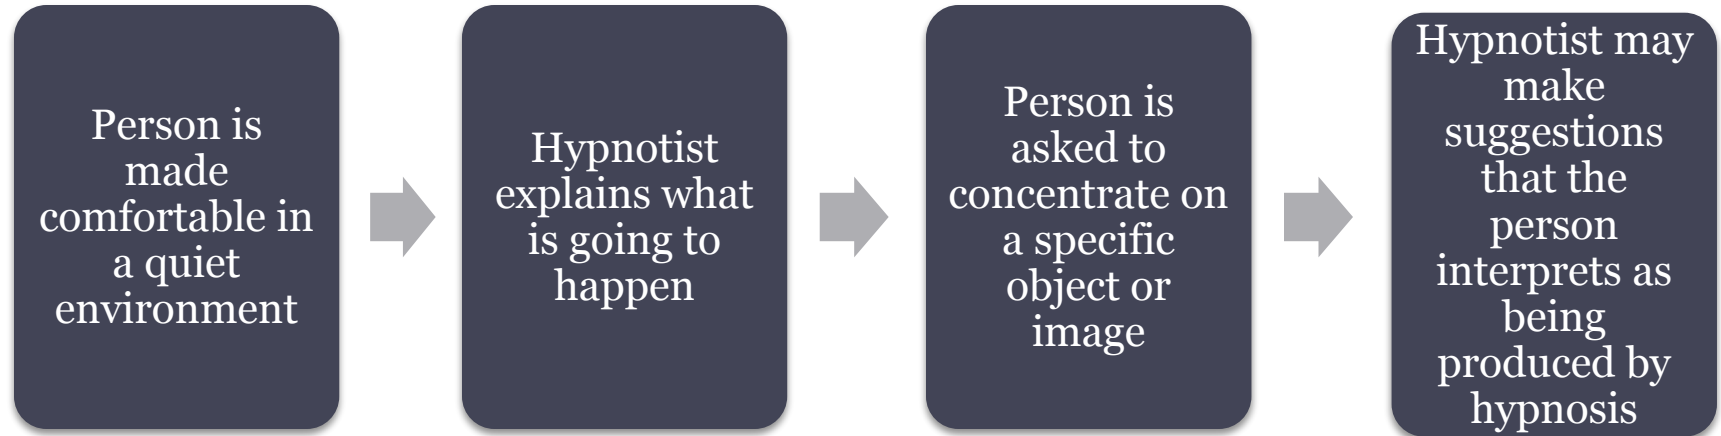 Person is
made
comfortable in
a quiet
environment
Hypnotist
explains what
is going to
happen
Person is
asked to
concentrate on
a specific
object or
image
Hypnotist may
make
suggestions
that the
person
interprets as
being
produced by
hypnosis